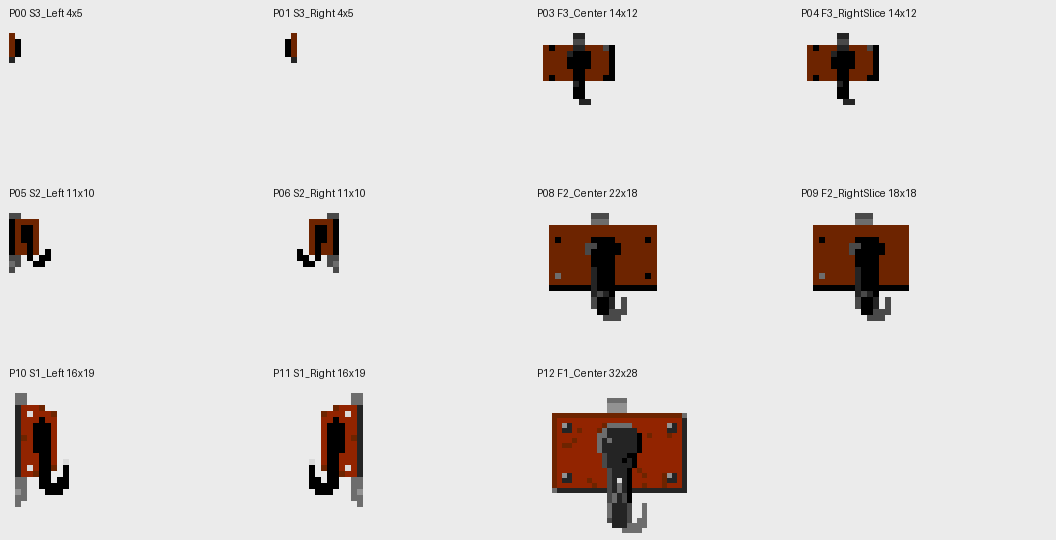 P00 S3_Left 4x5
P01 S3_Right 4x5
P03 F3_Center 14x12
P04 F3_RightSlice 14x12
P05 S2_Left 11x10
P06 S2_Right 11x10
P08 F2_Center 22x18
P09 F2_RightSlice 18x18
P10 S1_Left 16x19
P11 S1_Right 16x19
P12 F1_Center 32x28